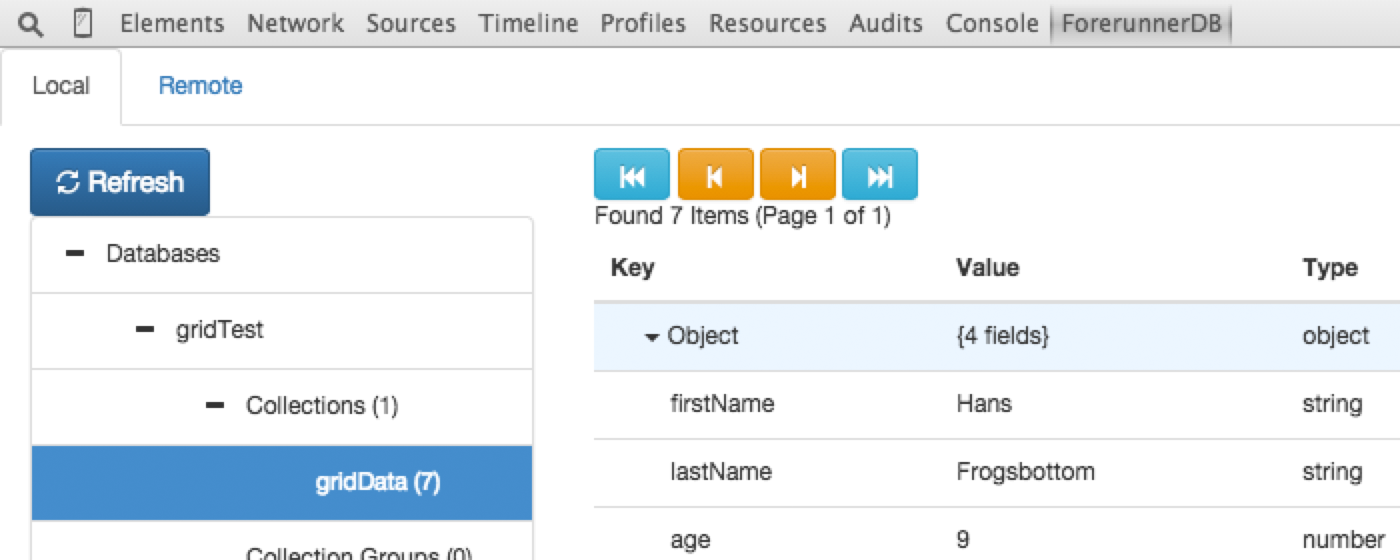 Elements Network Sources Timeline Profiles Resources Audits Console ForerunnerDB
Local Remote
Refresh
Found 7 Items (Page 1 of 1)
Databases
gridTest
Collections (1)
gridData (7)
Collection Groups (0)
Key Value Type
Object {4 fields} object
firstName Hans string
lastName Frogsbottom string
age 9 number